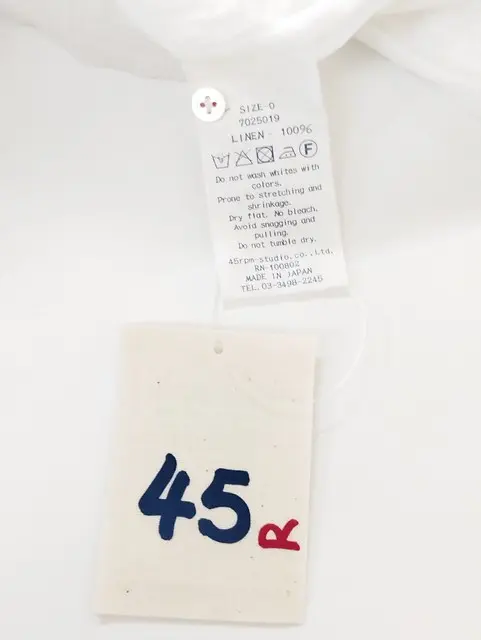 SIZE 0
7025019
LINEN 100%
F
Do not wash whites with
colors.
Prone to stretching and
shrinkage.
Dry flat. No bleach.
Avoid snagging and
pulling.
Do not tumble dry.
45rpm-studio.co.,Ltd.
RN-100802
MADE IN JAPAN
TEL.03-3498-2245
45R